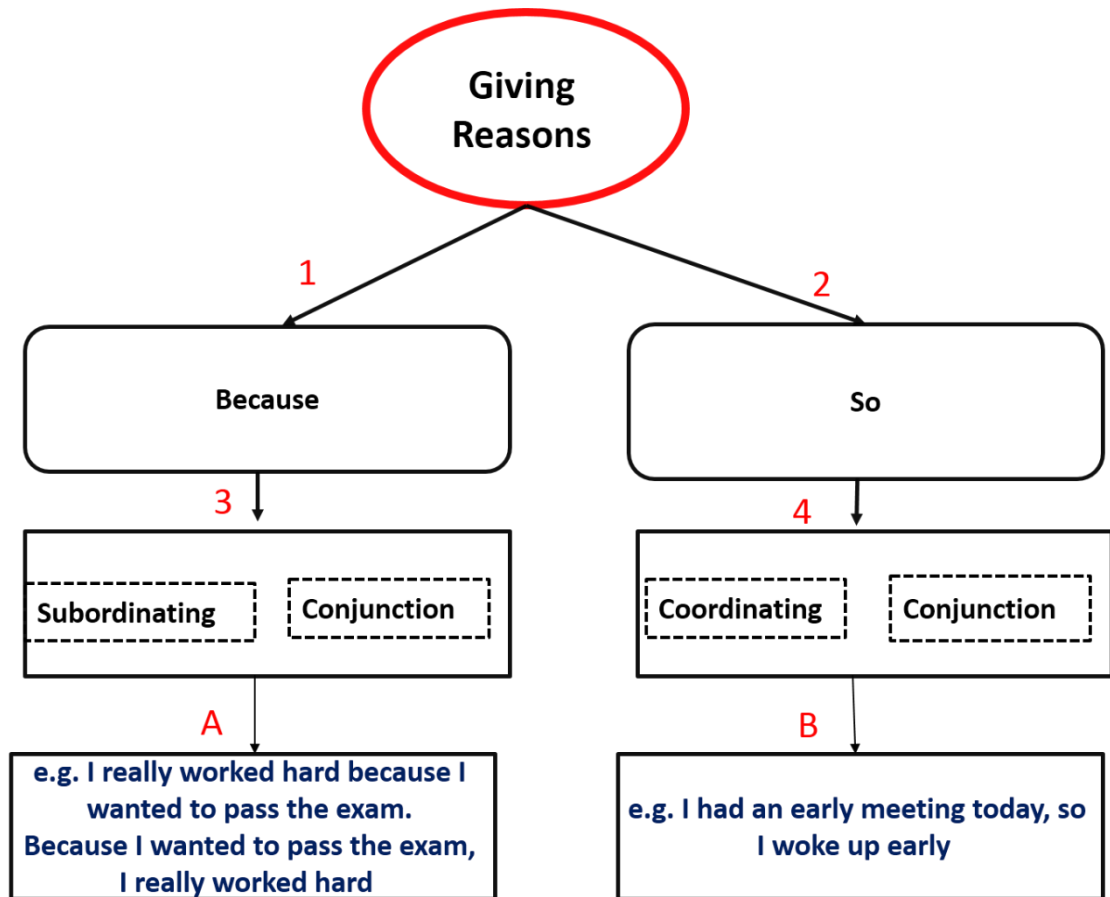 Giving
Reasons
1
2
Because
So
3
4
Subordinating
Conjunction
Coordinating
Conjunction
A
B
e.g. I really worked hard because I
wanted to pass the exam.
Because I wanted to pass the exam,
I really worked hard
e.g. I had an early meeting today, so
I woke up early